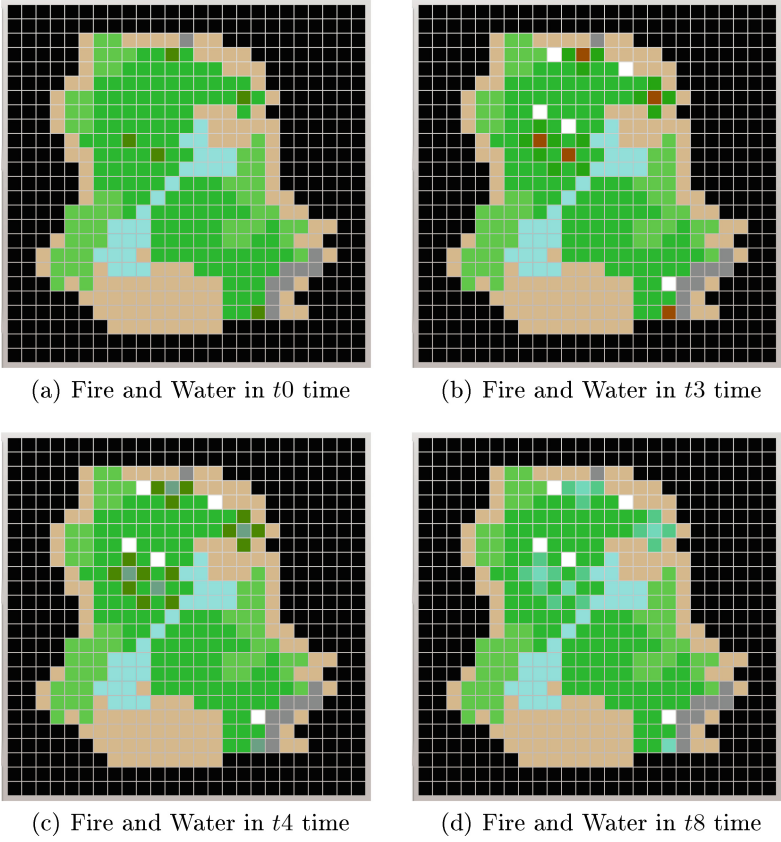 (a) Fire and Water in t0 time
(b) Fire and Water in t3 time
(c) Fire and Water in t4 time
(d) Fire and Water in t8 time